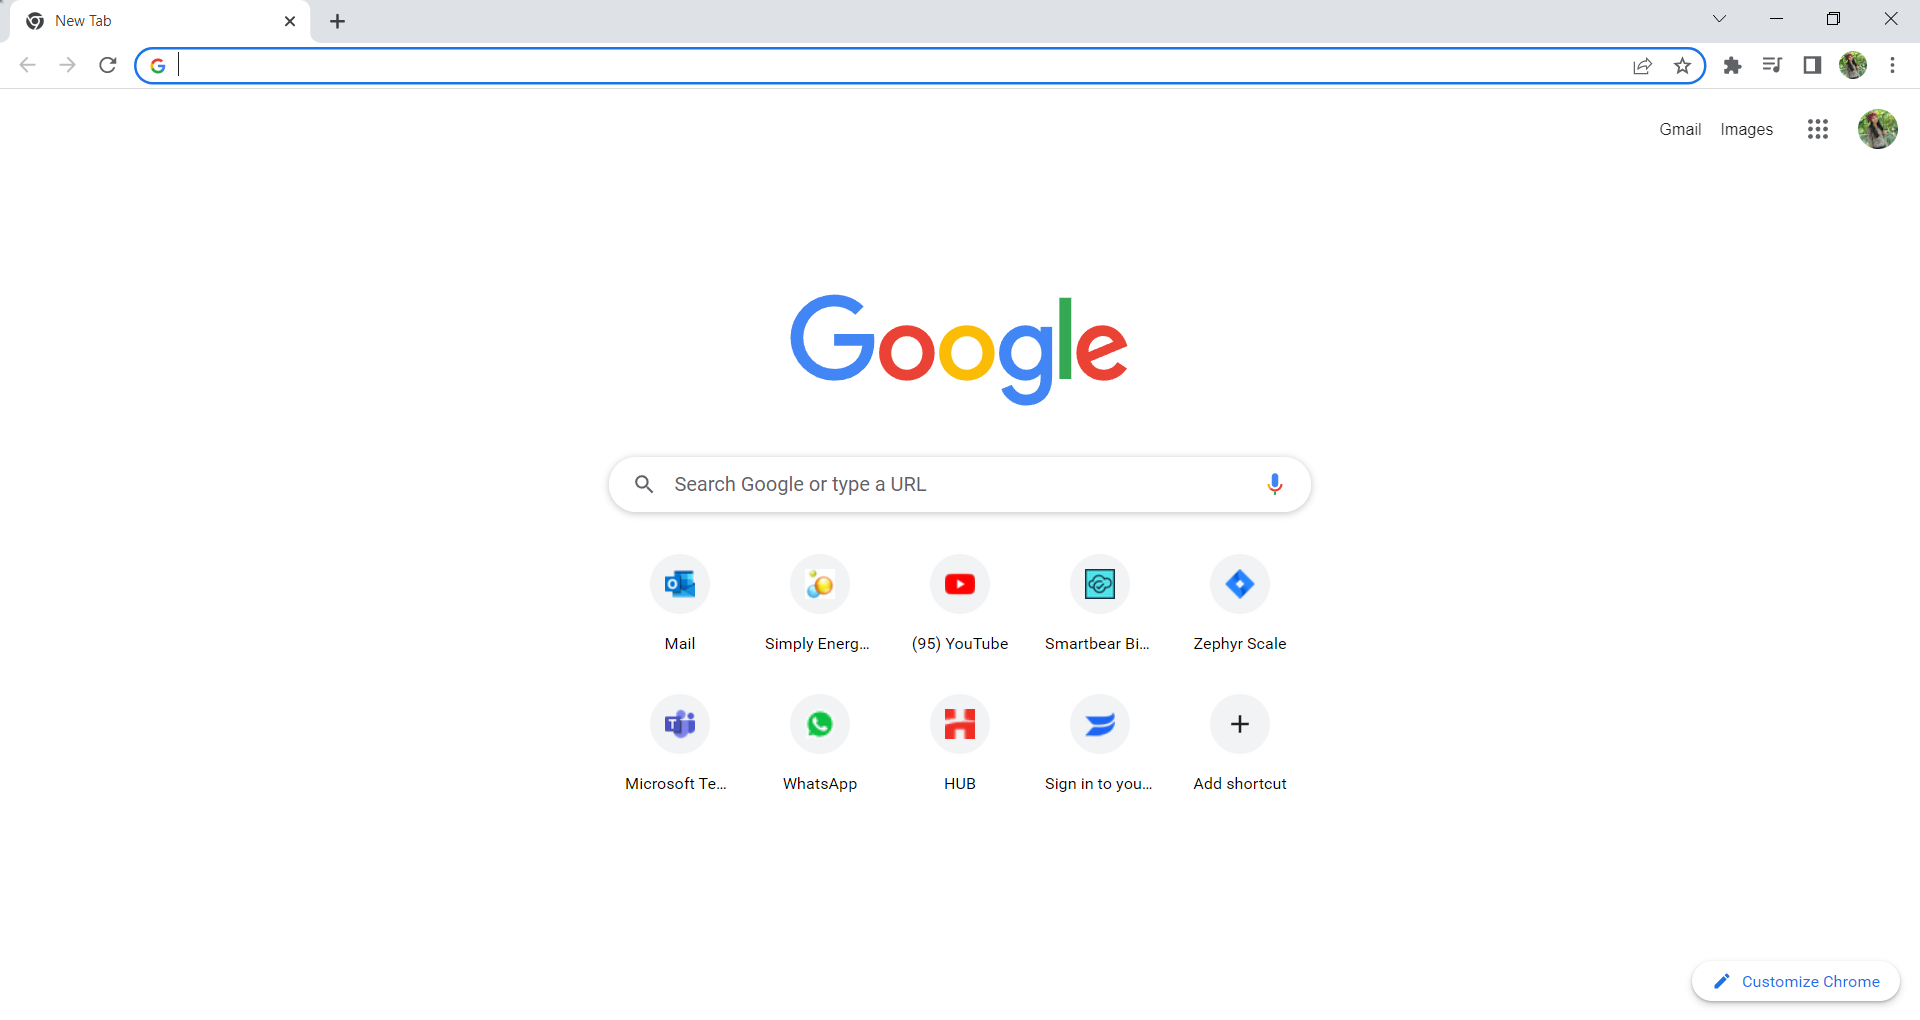 New Tab
Gmail Images
Google
Search Google or type a URL
Mail Simply Energ... (95) YouTube Smartbear Bi... Zephyr Scale
Microsoft Te... WhatsApp HUB Sign in to you... Add shortcut
Customize Chrome